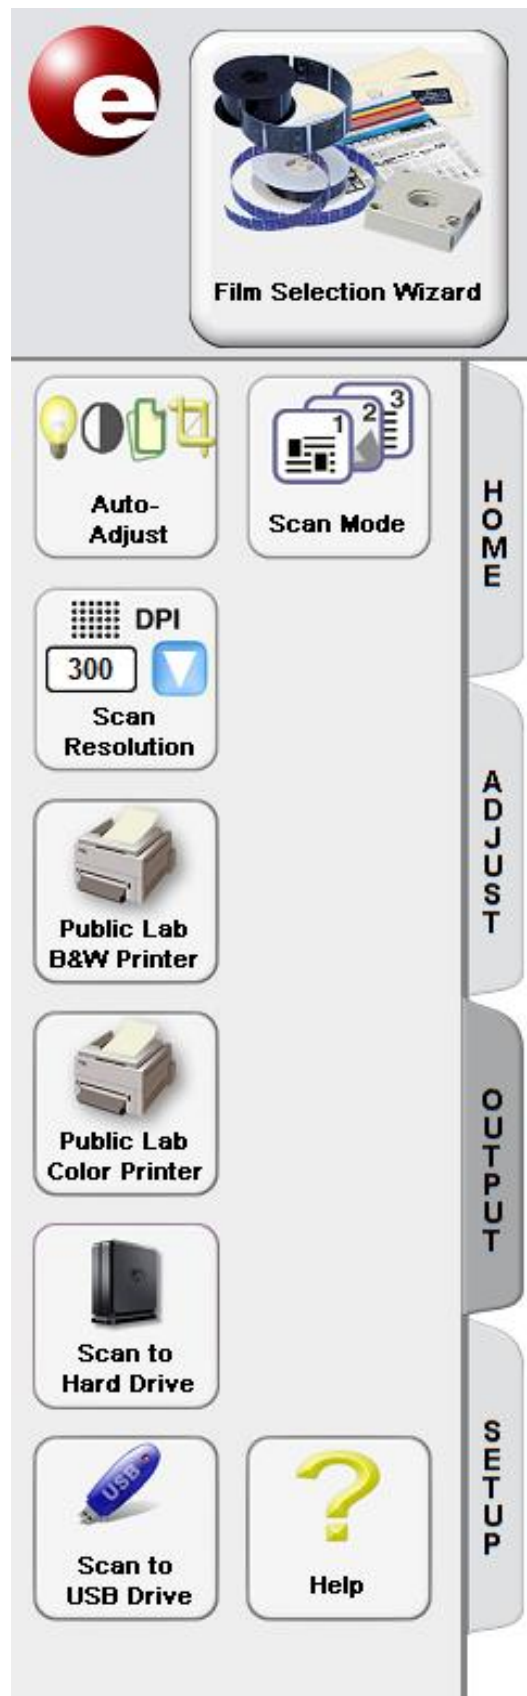 e
Film Selection Wizard
Auto-
Adjust
1
2
3
Scan Mode
HOME
DPI
300
Scan
Resolution
ADJUST
Public Lab
B&W Printer
Public Lab
Color Printer
OUTPUT
Scan to
Hard Drive
USB
Scan to
USB Drive
Help
SETUP